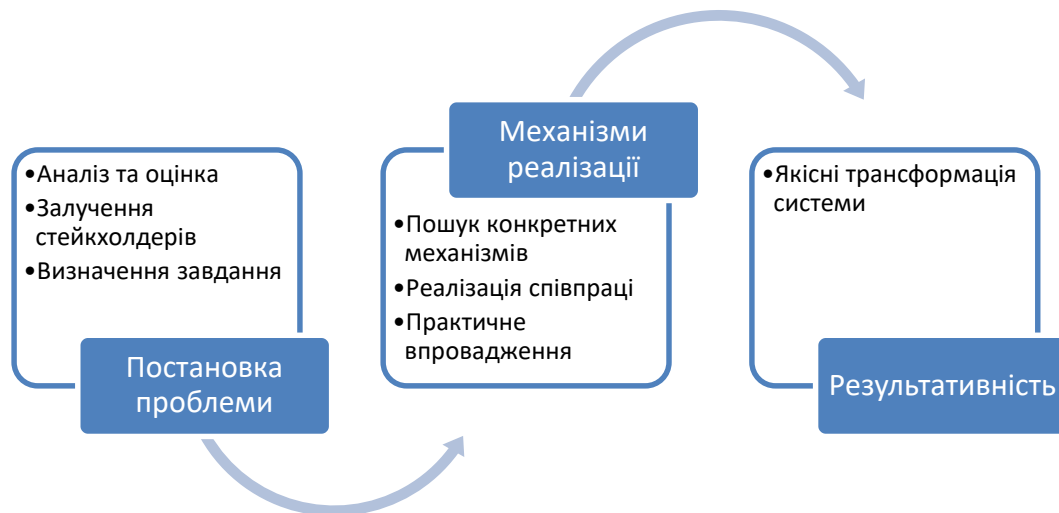 •Аналіз та оцінка
•Залучення
стейкхолдерів
•Визначення завдання
Постановка
проблеми
Механізми
реалізації
•Пошук конкретних
механізмів
•Реалізація співпраці
•Практичне
впровадження
•Якісні трансформація
системи
Результативність